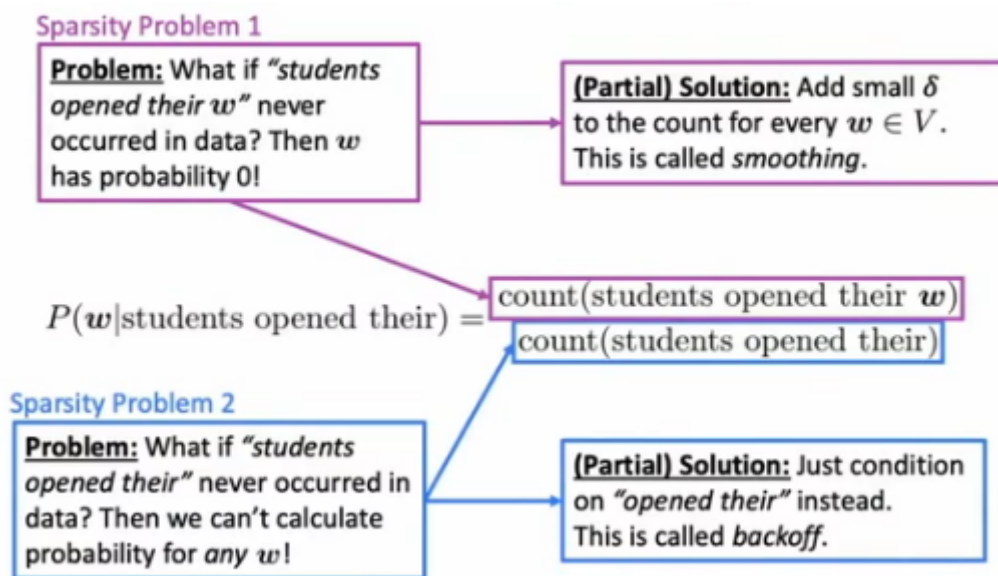 Sparsity Problem 1
Problem: What if “students
opened their w” never
occurred in data? Then w
has probability 0!
(Partial) Solution: Add small δ
to the count for every w ∈ V.
This is called smoothing.
P(w|students opened their) = count(students opened their w)
count(students opened their)
Sparsity Problem 2
Problem: What if “students
opened their” never occurred in
data? Then we can’t calculate
probability for any w!
(Partial) Solution: Just condition
on “opened their” instead.
This is called backoff.